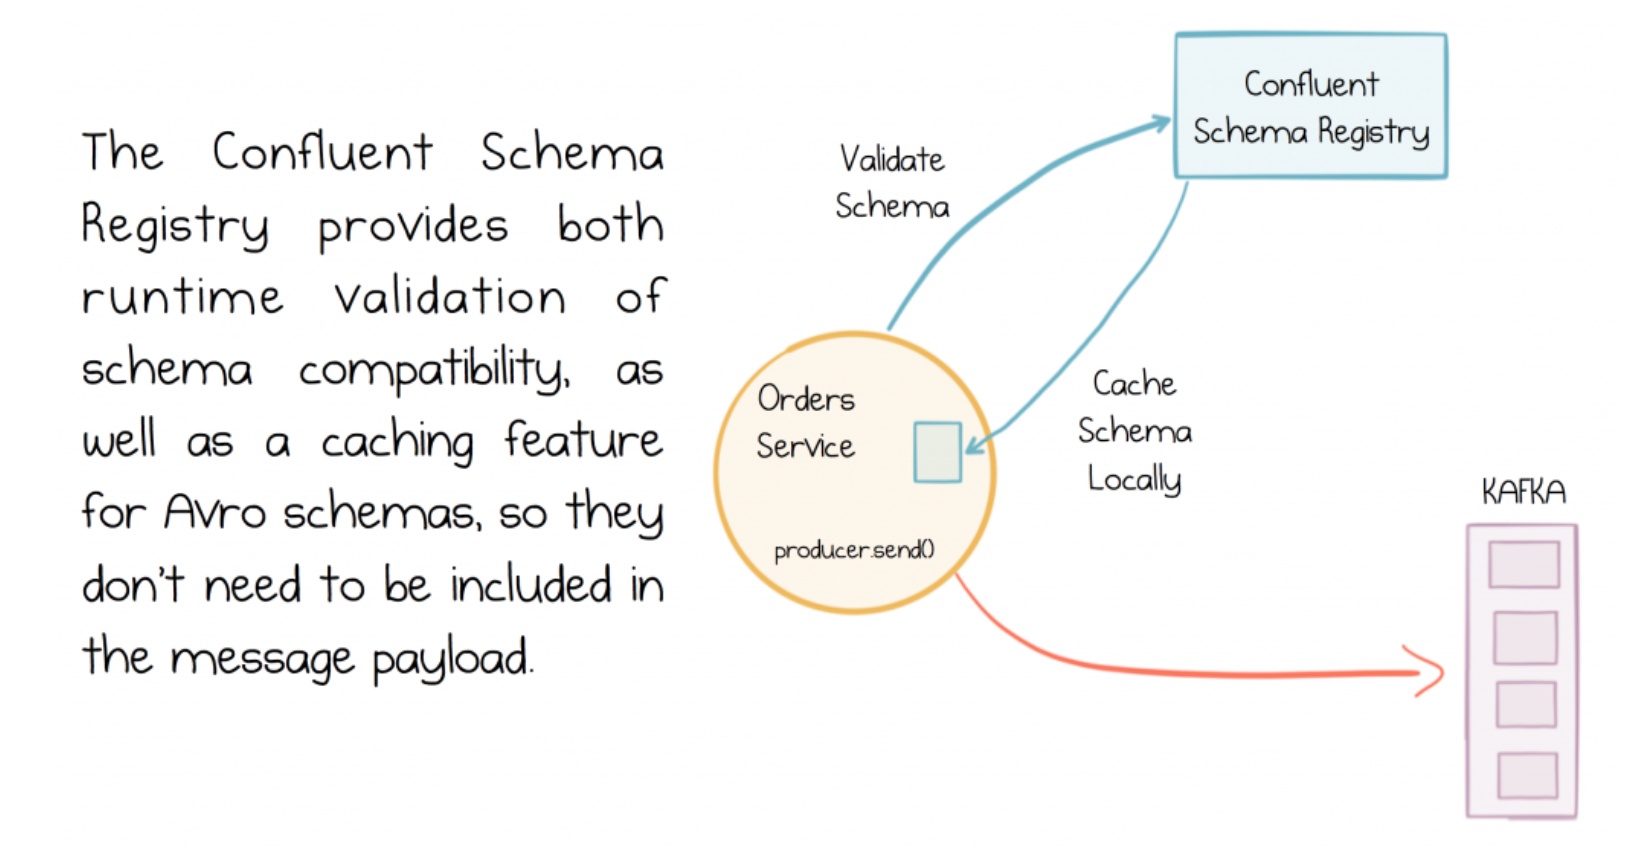 The Confluent Schema
Registry provides both
runtime validation of
schema compatibility, as
well as a caching feature
for Avro schemas, so they
don't need to be included in
the message payload.
Confluent
Schema Registry
Validate
Schema
Orders
Service
producer.send()
Cache
Schema
Locally
KAFKA